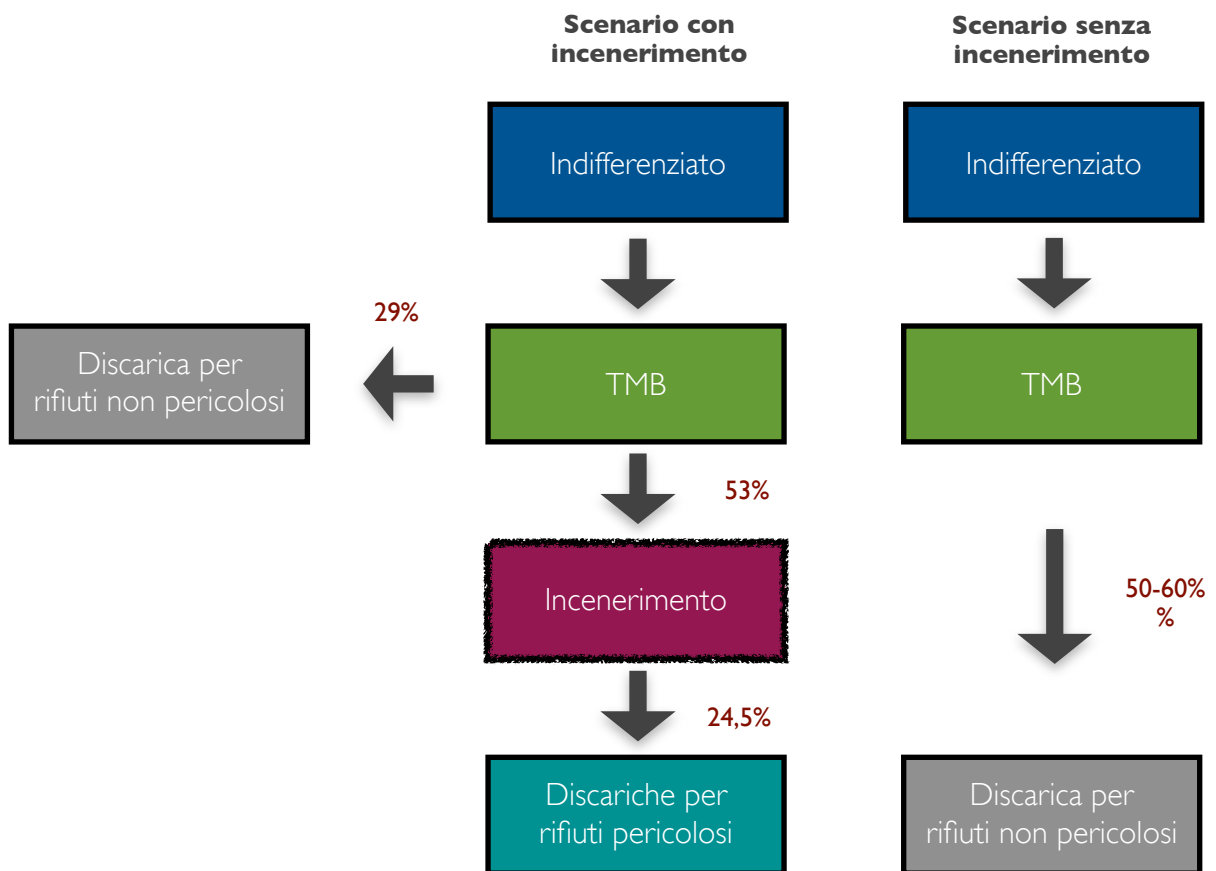 Scenario con
incenerimento
Scenario senza
incenerimento
Indifferenziato
Indifferenziato
29%
Discarica per
rifiuti non pericolosi
TMB
TMB
53%
Incenerimento
50-60%
%
24,5%
Discariche per
rifiuti pericolosi
Discarica per
rifiuti non pericolosi